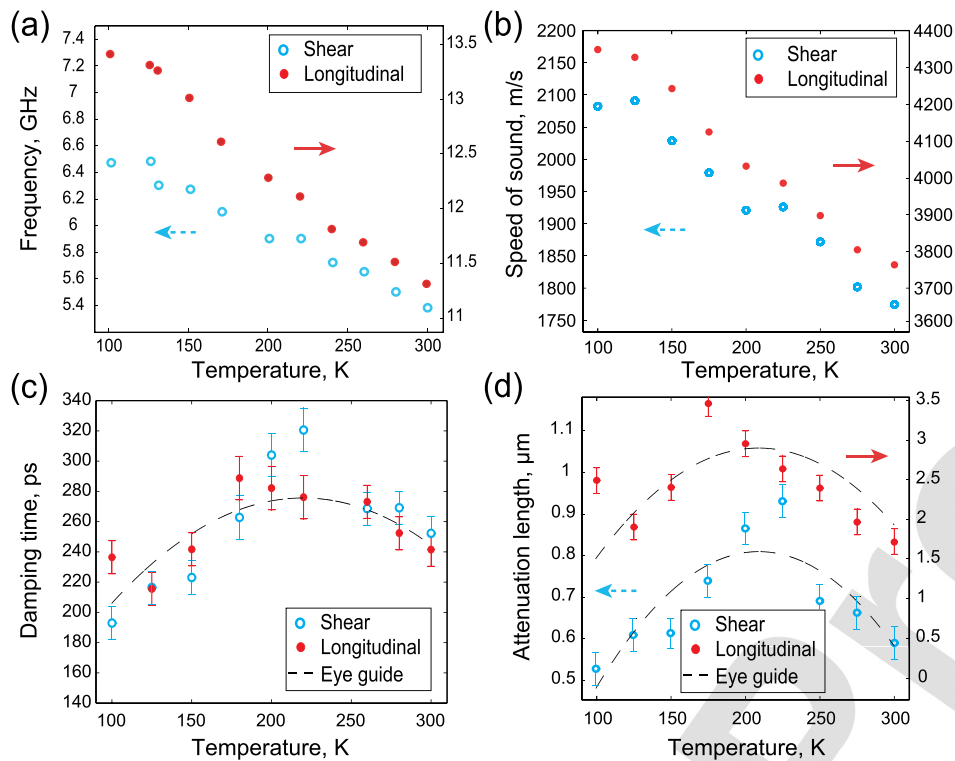 (a)
Frequency, GHz
7.4
7.2
7
6.8
6.6
6.4
6.2
6
5.8
5.6
5.4
13.5
13
12.5
12
11.5
11
Shear
Longitudinal
100 150 200 250 300
Temperature, K
(b)
Speed of sound, m/s
2200
2150
2100
2050
2000
1950
1900
1850
1800
1750
4400
4300
4200
4100
4000
3900
3800
3700
3600
Shear
Longitudinal
100 150 200 250 300
Temperature, K
(c)
Damping time, ps
340
320
300
280
260
240
220
200
180
160
140
Shear
Longitudinal
Eye guide
100 150 200 250 300
Temperature, K
(d)
Attenuation length, μm
1.1
1
0.9
0.8
0.7
0.6
0.5
3.5
3
2.5
2
1.5
1
0.5
0
Shear
Longitudinal
Eye guide
100 150 200 250 300
Temperature, K